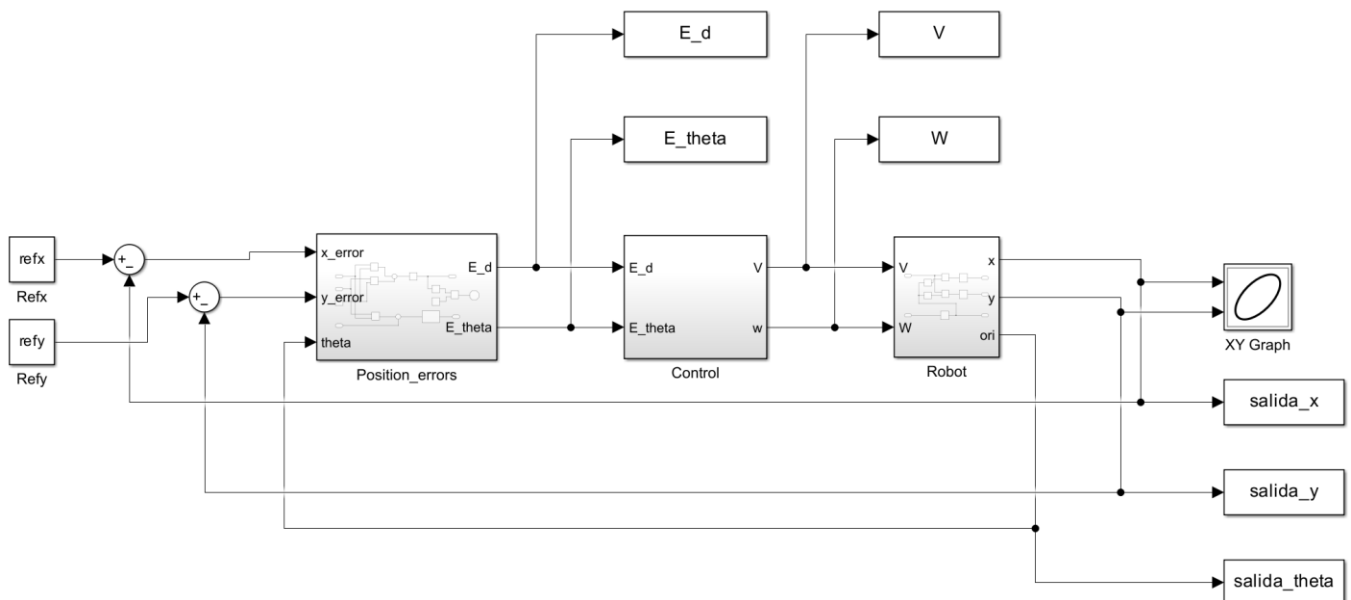 E_d
V
E_theta
W
refx
Refx
refy
Refy
x_error
y_error
theta
E_d
E_theta
Position_errors
E_d
E_theta
V
w
Control
V
W
x
y
ori
Robot
XY Graph
salida_x
salida_y
salida_theta